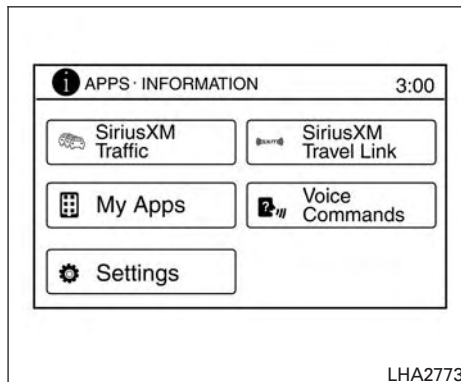 i APPS · INFORMATION 3:00
SiriusXM
Traffic
SiriusXM
Travel Link
My Apps
Voice
Commands
Settings
LHA2773